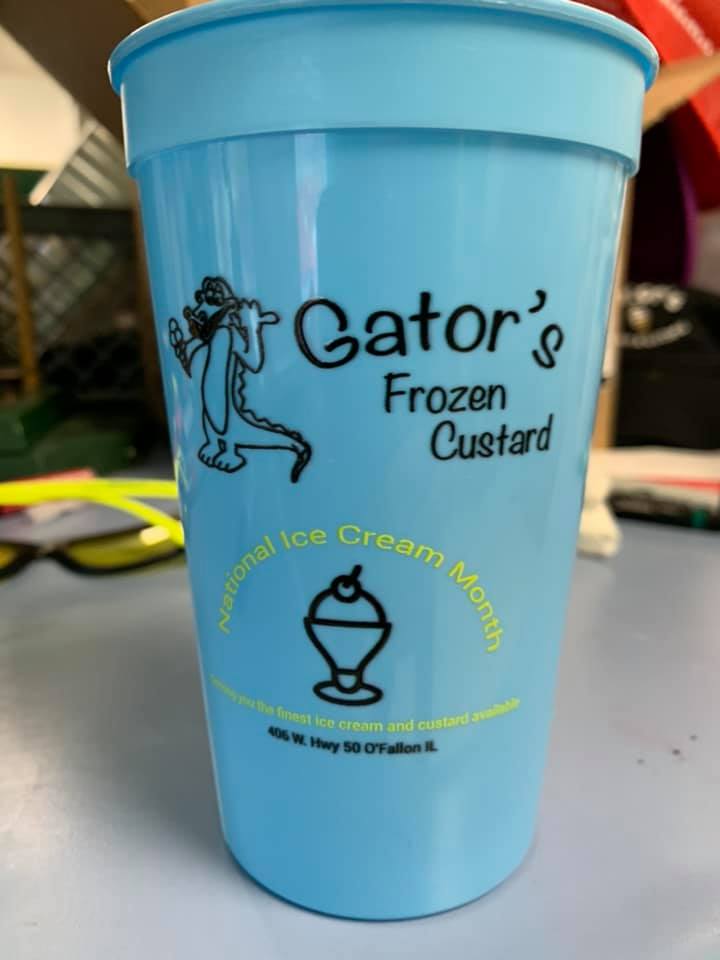 Gator's
Frozen
Custard
National Ice Cream Month
you the finest ice cream and custard available
406 W. Hwy 50 O'Fallon IL